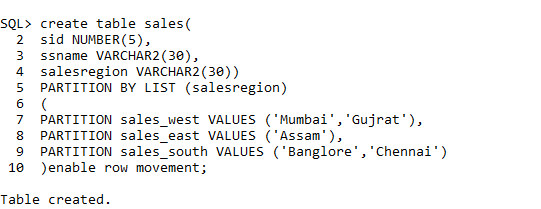 SQL> create table sales(
2 sid NUMBER(5),
3 ssname VARCHAR2(30),
4 salesregion VARCHAR2(30))
5 PARTITION BY LIST (salesregion)
6 (
7 PARTITION sales_west VALUES ('Mumbai','Gujrat'),
8 PARTITION sales_east VALUES ('Assam'),
9 PARTITION sales_south VALUES ('Banglore','Chennai')
10 )enable row movement;
Table created.